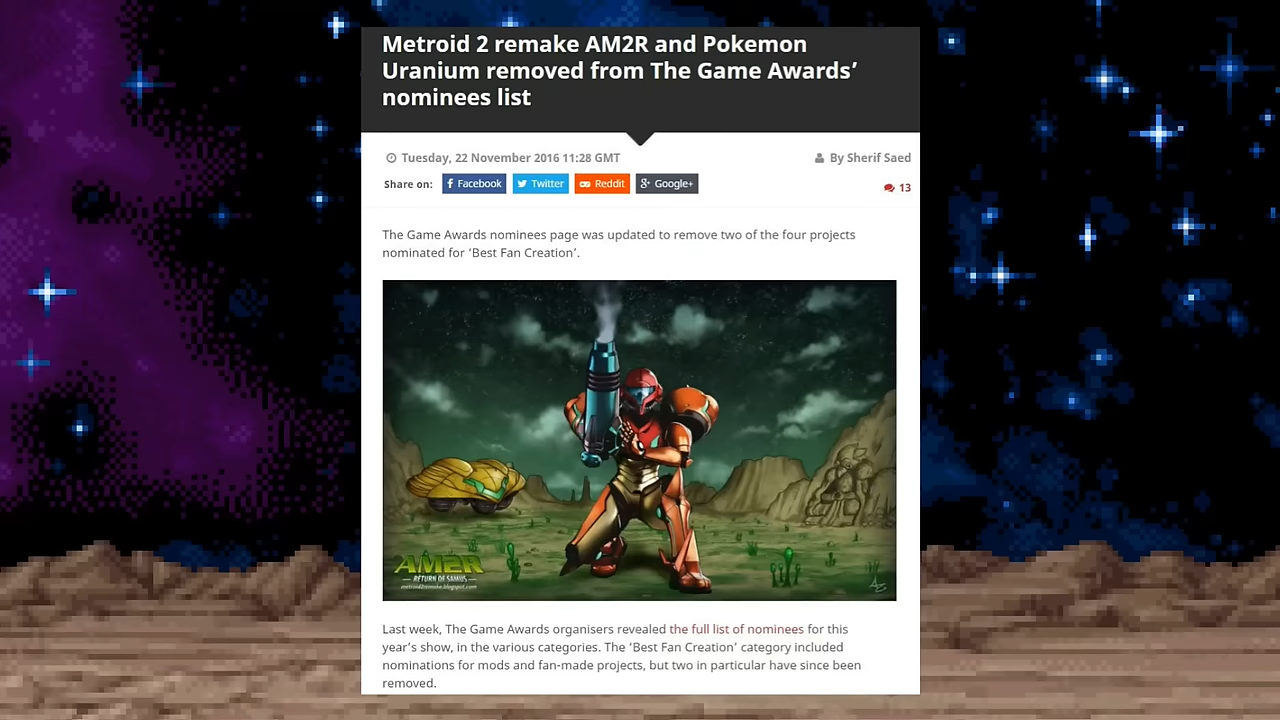 Metroid 2 remake AM2R and Pokemon
Uranium removed from The Game Awards’
nominees list
Tuesday, 22 November 2016 11:28 GMT
By Sherif Saed
Share on:
Facebook
Twitter
Reddit
Google+
13
The Game Awards nominees page was updated to remove two of the four projects
nominated for ‘Best Fan Creation’.
AM2R
RETURN OF SAMUS
metroid2remake.blogspot.com
Last week, The Game Awards organisers revealed the full list of nominees for this
year’s show, in the various categories. The ‘Best Fan Creation’ category included
nominations for mods and fan-made projects, but two in particular have since been
removed.